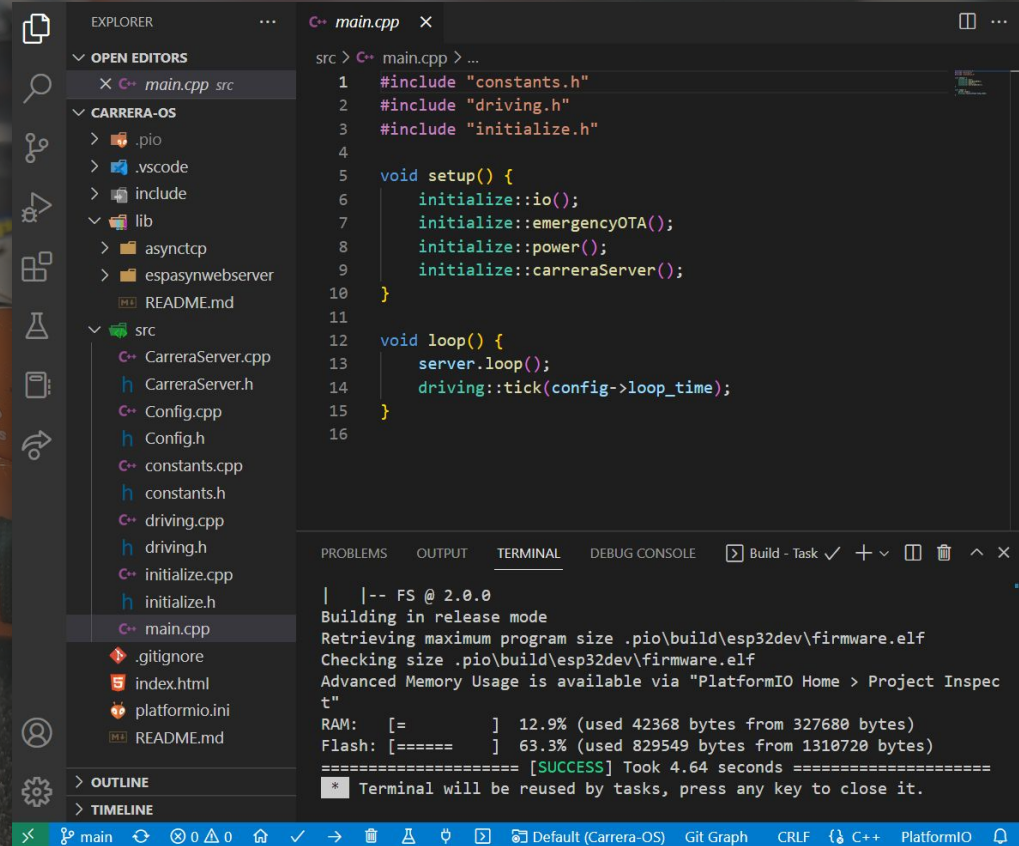 EXPLORER
OPEN EDITORS
main.cpp src
CARRERA-OS
.pio
.vscode
include
lib
asynctcp
espasynwebserver
README.md
src
CarreraServer.cpp
CarreraServer.h
Config.cpp
Config.h
constants.cpp
constants.h
driving.cpp
driving.h
initialize.cpp
initialize.h
main.cpp
.gitignore
index.html
platformio.ini
README.md
OUTLINE
TIMELINE
main.cpp
src > main.cpp > ...
1 #include "constants.h"
2 #include "driving.h"
3 #include "initialize.h"
4
5 void setup() {
6 initialize::io();
7 initialize::emergencyOTA();
8 initialize::power();
9 initialize::carreraServer();
10 }
11
12 void loop() {
13 server.loop();
14 driving::tick(config->loop_time);
15 }
16
PROBLEMS OUTPUT TERMINAL DEBUG CONSOLE Build - Task
| |-- FS @ 2.0.0
Building in release mode
Retrieving maximum program size .pio\build\esp32dev\firmware.elf
Checking size .pio\build\esp32dev\firmware.elf
Advanced Memory Usage is available via "PlatformIO Home > Project Inspec
t"
RAM: [= ] 12.9% (used 42368 bytes from 327680 bytes)
Flash: [====== ] 63.3% (used 829549 bytes from 1310720 bytes)
===================== [SUCCESS] Took 4.64 seconds =====================
* Terminal will be reused by tasks, press any key to close it.
main 0 0 Default (Carrera-OS) Git Graph CRLF C++ PlatformIO